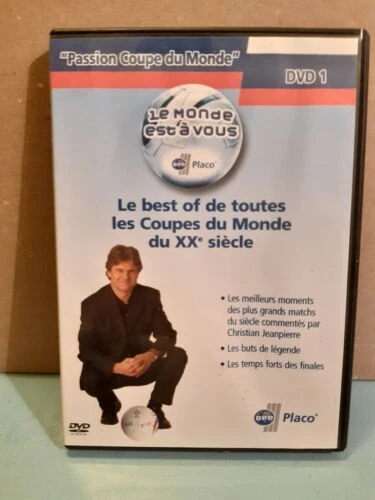 "Passion Coupe du Monde"
DVD 1
Le MONDE
est à vous
BPB Placo®
Le best of de toutes
les Coupes du Monde
du XXe siècle
• Les meilleurs moments
des plus grands matchs
du siècle commentés par
Christian Jeanpierre
• Les buts de légende
• Les temps forts des finales
DVD
VIDEO
BPB Placo®